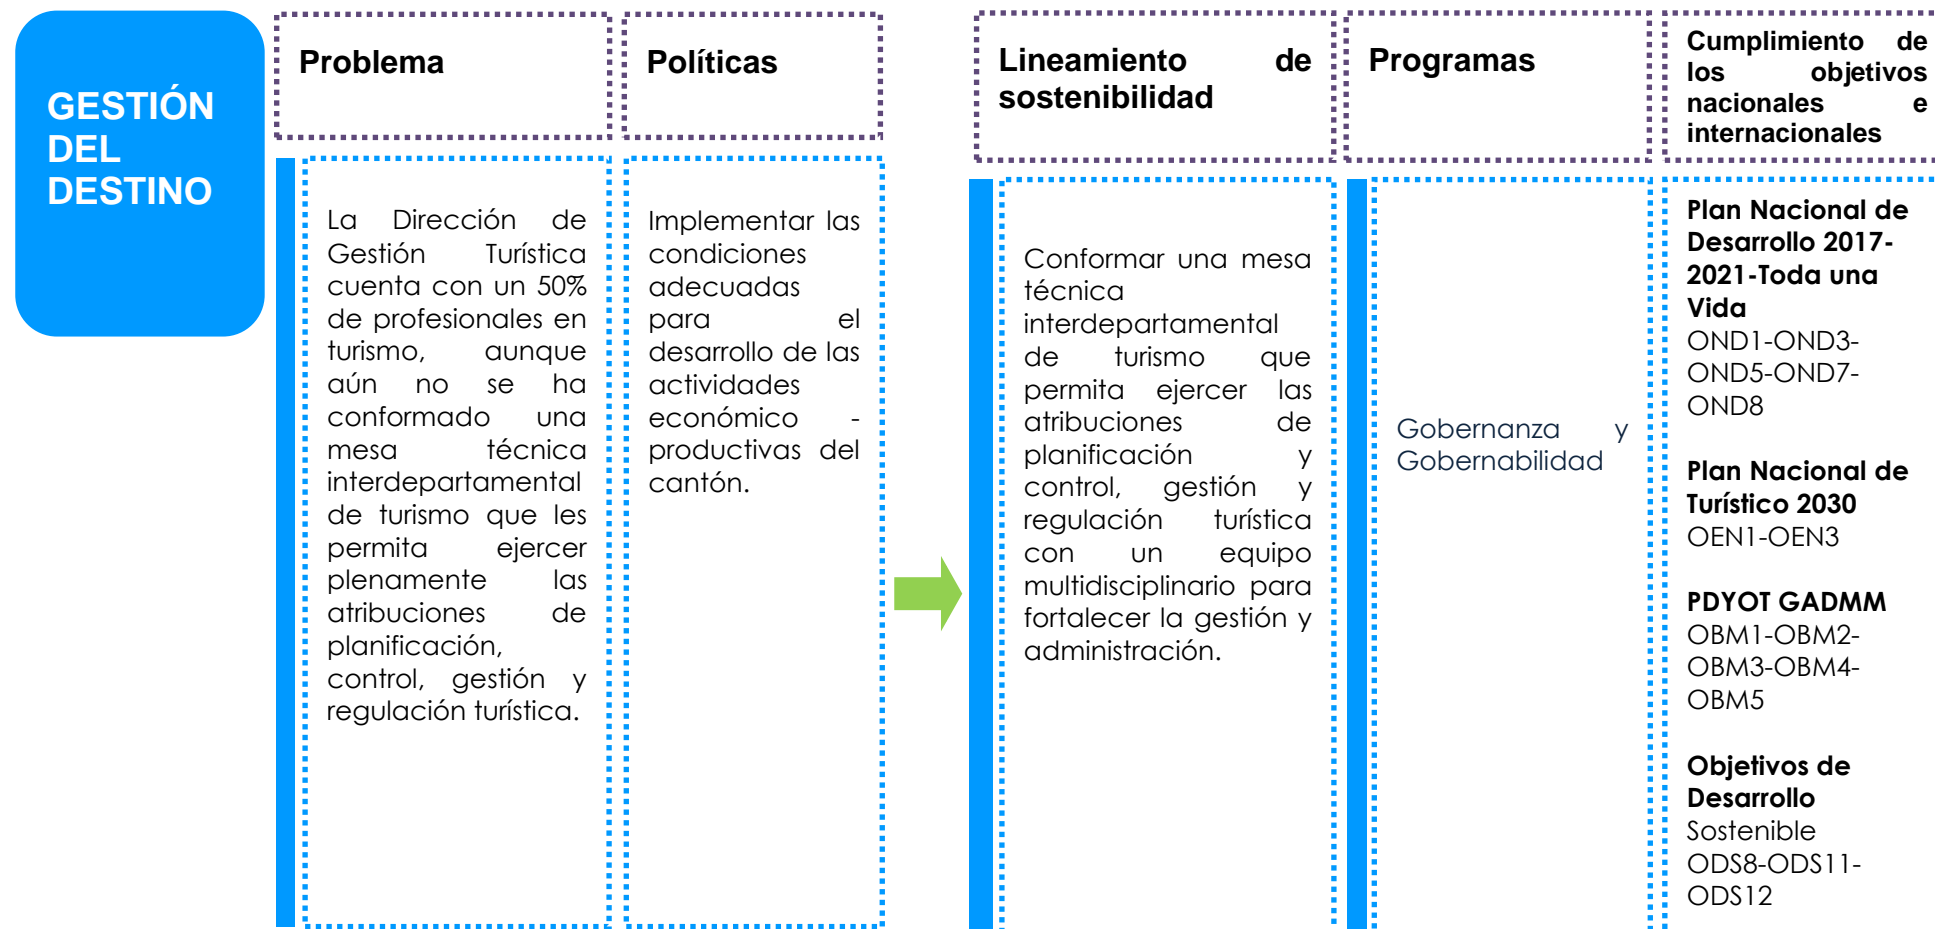 GESTIÓN
DEL
DESTINO
Problema
La Dirección de
Gestión Turística
cuenta con un 50%
de profesionales en
turismo, aunque
aún no se ha
conformado una
mesa técnica
interdepartamental
de turismo que les
permita ejercer
plenamente las
atribuciones de
planificación,
control, gestión y
regulación turística.
Políticas
Implementar las
condiciones
adecuadas
para el
desarrollo de las
actividades
económico -
productivas del
cantón.
Lineamiento de
sostenibilidad
Conformar una mesa
técnica
interdepartamental
de turismo que
permita ejercer las
atribuciones de
planificación y
control, gestión y
regulación turística
con un equipo
multidisciplinario para
fortalecer la gestión y
administración.
Programas
Gobernanza y
Gobernabilidad
Cumplimiento de
los objetivos
nacionales e
internacionales
Plan Nacional de
Desarrollo 2017-
2021-Toda una
Vida
OND1-OND3-
OND5-OND7-
OND8
Plan Nacional de
Turístico 2030
OEN1-OEN3
PDYOT GADMM
OBM1-OBM2-
OBM3-OBM4-
OBM5
Objetivos de
Desarrollo
Sostenible
ODS8-ODS11-
ODS12